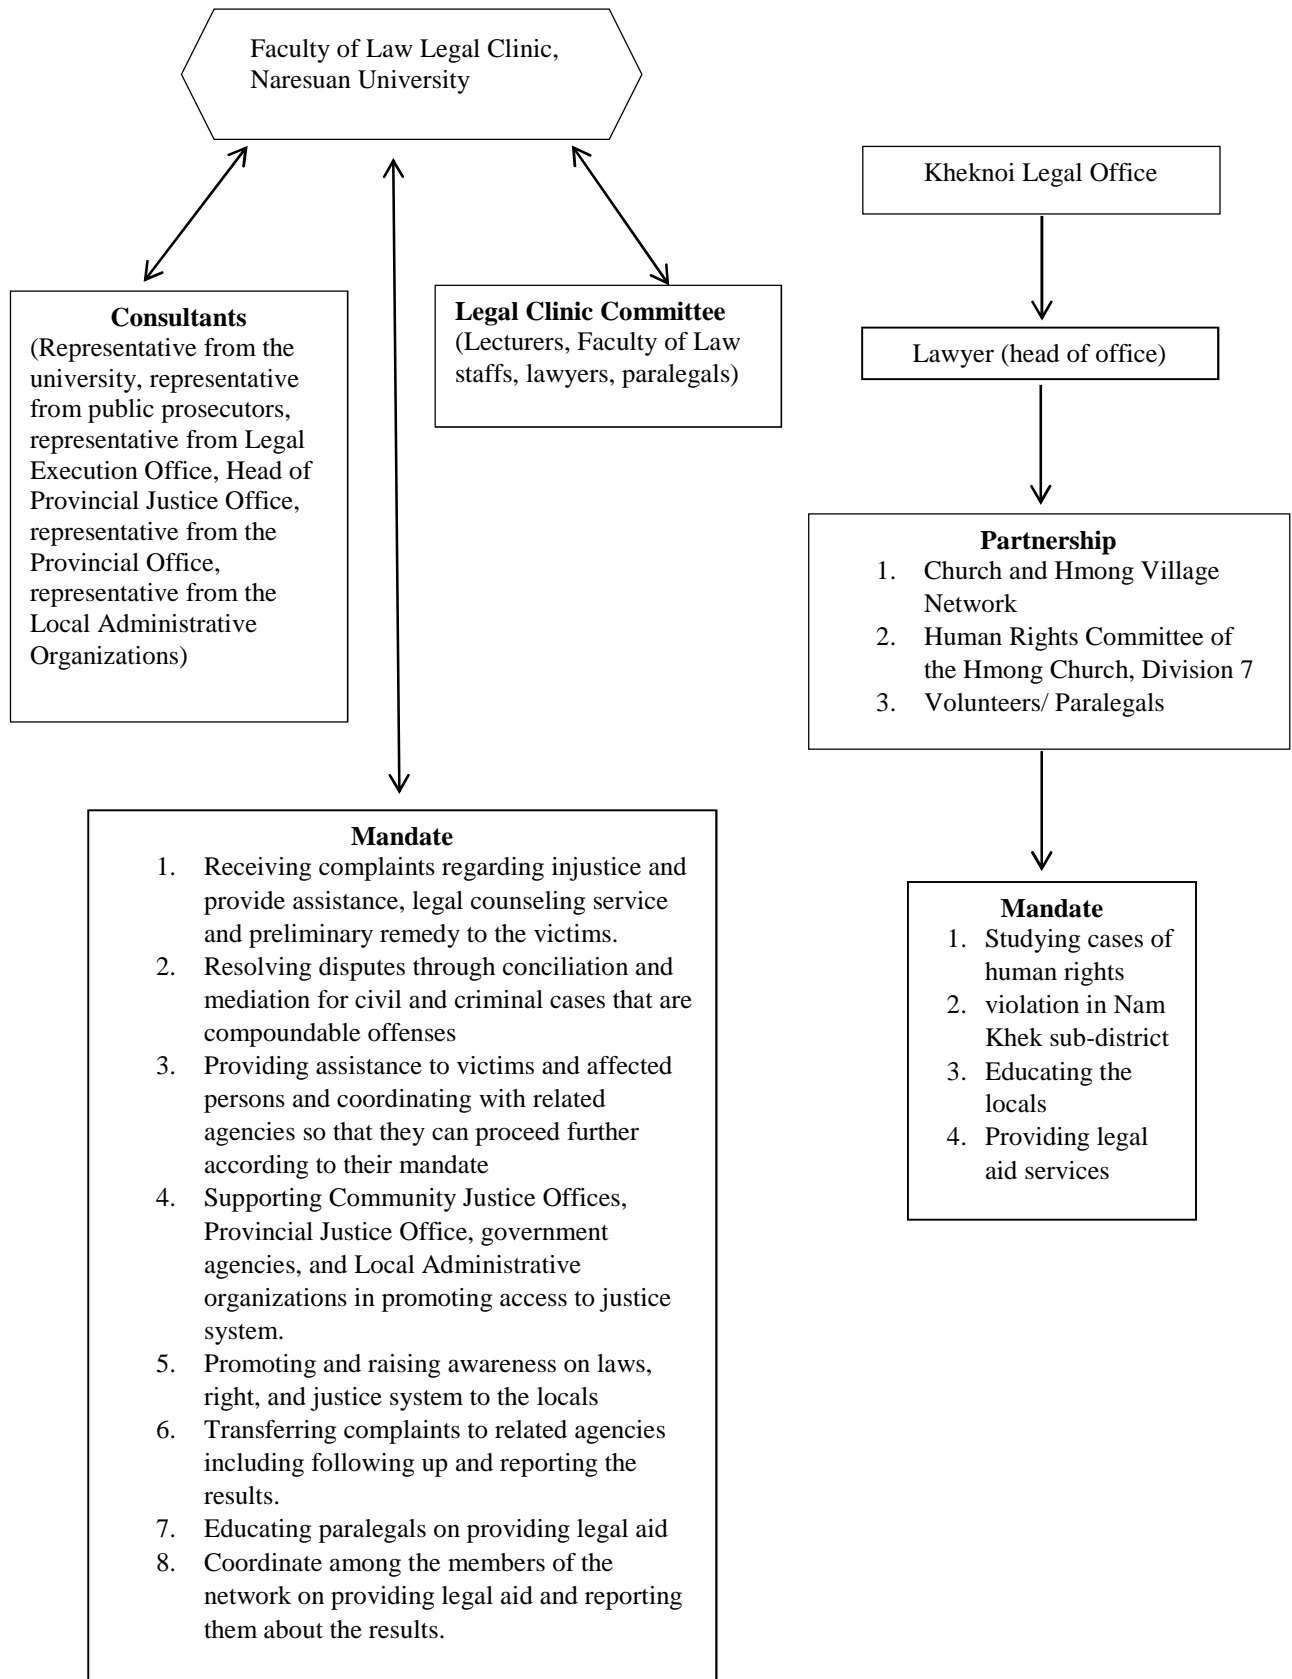 Faculty of Law Legal Clinic,
Naresuan University
Consultants
(Representative from the
university, representative
from public prosecutors,
representative from Legal
Execution Office, Head of
Provincial Justice Office,
representative from the
Provincial Office,
representative from the
Local Administrative
Organizations)
Legal Clinic Committee
(Lecturers, Faculty of Law
staffs, lawyers, paralegals)
Mandate
1. Receiving complaints regarding injustice and
provide assistance, legal counseling service
and preliminary remedy to the victims.
2. Resolving disputes through conciliation and
mediation for civil and criminal cases that are
compoundable offenses
3. Providing assistance to victims and affected
persons and coordinating with related
agencies so that they can proceed further
according to their mandate
4. Supporting Community Justice Offices,
Provincial Justice Office, government
agencies, and Local Administrative
organizations in promoting access to justice
system.
5. Promoting and raising awareness on laws,
right, and justice system to the locals
6. Transferring complaints to related agencies
including following up and reporting the
results.
7. Educating paralegals on providing legal aid
8. Coordinate among the members of the
network on providing legal aid and reporting
them about the results.
Kheknoi Legal Office
Lawyer (head of office)
Partnership
1. Church and Hmong Village
Network
2. Human Rights Committee of
the Hmong Church, Division 7
3. Volunteers/ Paralegals
Mandate
1. Studying cases of
human rights
2. violation in Nam
Khek sub-district
3. Educating the
locals
4. Providing legal
aid services